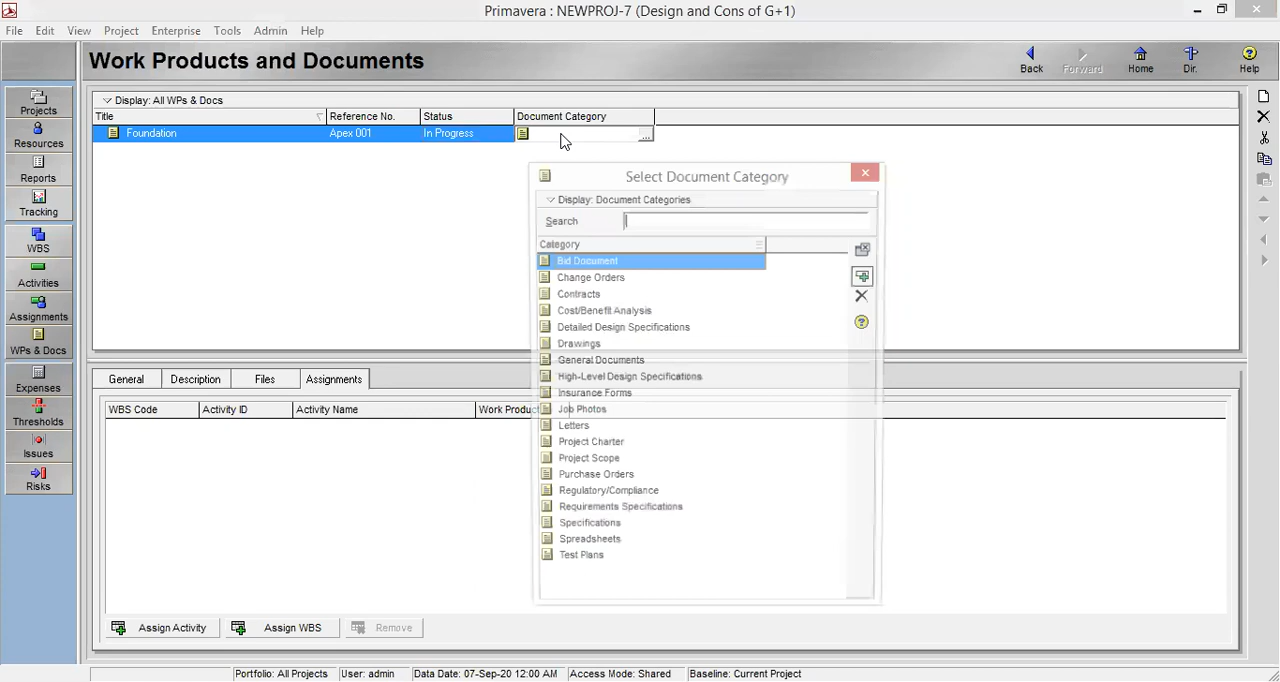 Primavera : NEWPROJ-7 (Design and Cons of G+1)
File Edit View Project Enterprise Tools Admin Help
Work Products and Documents
Back Forward Home Dir. Help
Projects
Resources
Reports
Tracking
WBS
Activities
Assignments
WPs & Docs
Expenses
Thresholds
Issues
Risks
Display: All WPs & Docs
Title Reference No. Status Document Category
Foundation Apex 001 In Progress ...
Select Document Category
Display: Document Categories
Search
Category
Bid Document
Change Orders
Contracts
Cost/Benefit Analysis
Detailed Design Specifications
Drawings
General Documents
High-Level Design Specifications
Insurance Forms
Job Photos
Letters
Project Charter
Project Scope
Purchase Orders
Regulatory/Compliance
Requirements Specifications
Specifications
Spreadsheets
Test Plans
General Description Files Assignments
WBS Code Activity ID Activity Name Work Product
Assign Activity Assign WBS Remove
Portfolio: All Projects User: admin Data Date: 07-Sep-20 12:00 AM Access Mode: Shared Baseline: Current Project